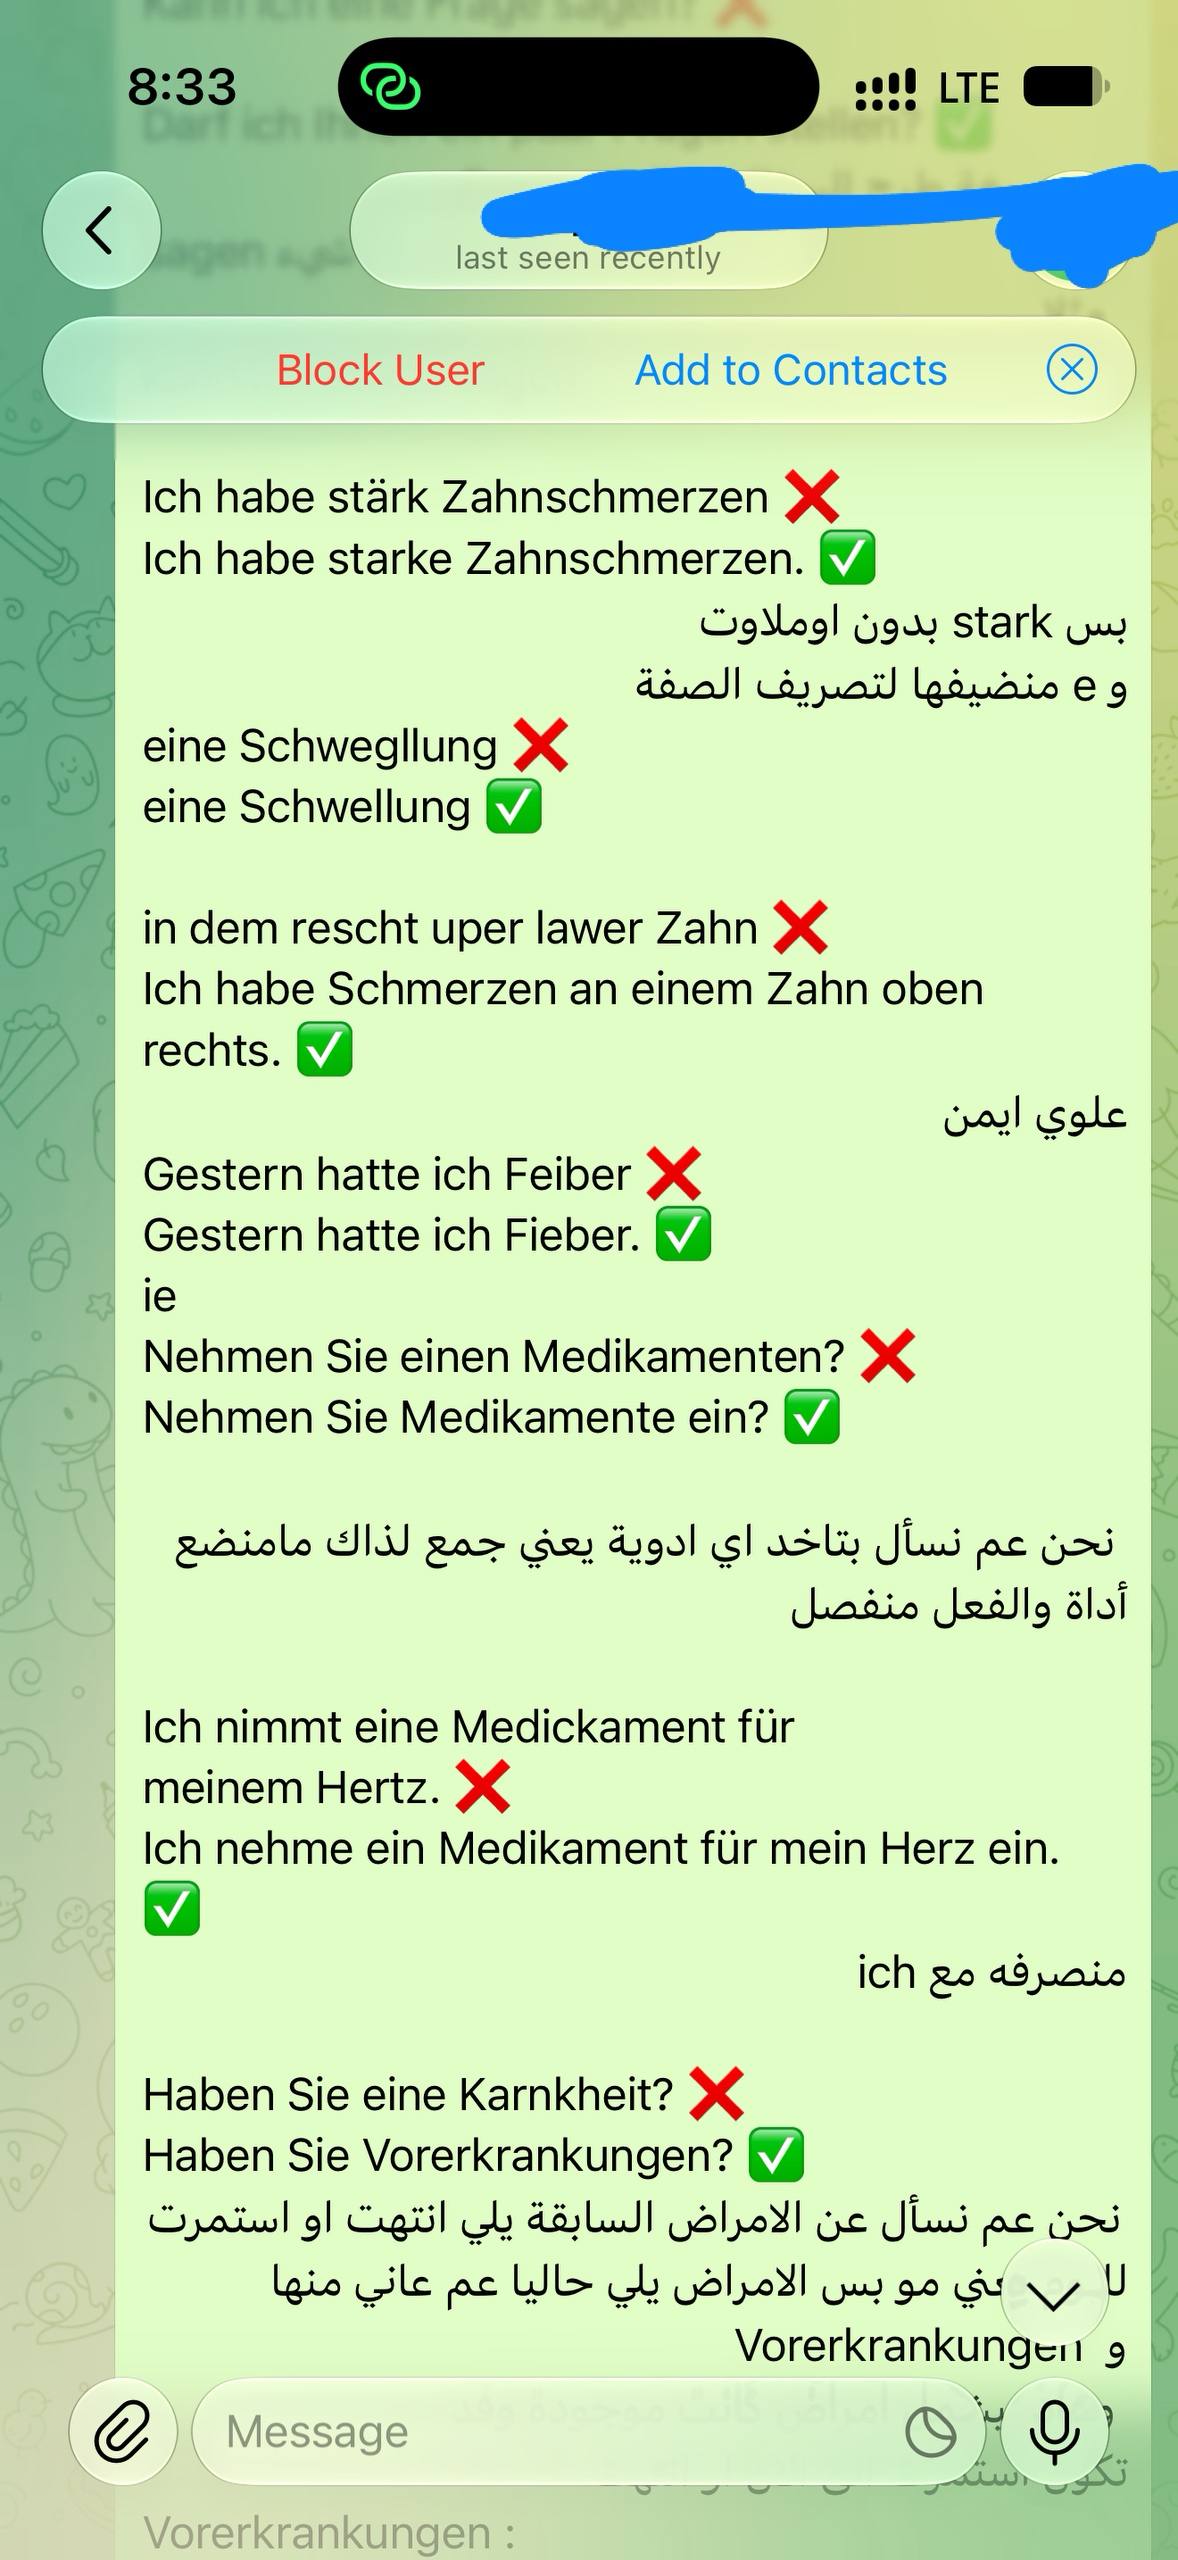 8:33
LTE
last seen recently
Block User
Add to Contacts
Ich habe stärk Zahnschmerzen ❌
Ich habe starke Zahnschmerzen. ✅
بس stark بدون اوملاوت
و e منضيفها لتصريف الصفة
eine Schwegllung ❌
eine Schwellung ✅
in dem rescht uper lawer Zahn ❌
Ich habe Schmerzen an einem Zahn oben
rechts. ✅
علوي ايمن
Gestern hatte ich Feiber ❌
Gestern hatte ich Fieber. ✅
ie
Nehmen Sie einen Medikamenten? ❌
Nehmen Sie Medikamente ein? ✅
نحن عم نسأل بتاخد اي ادوية يعني جمع لذاك مامنضع
أداة والفعل منفصل
Ich nimmt eine Medickament für
meinem Hertz. ❌
Ich nehme ein Medikament für mein Herz ein.
✅
منصرفه مع ich
Haben Sie eine Karnkheit? ❌
Haben Sie Vorerkrankungen? ✅
نحن عم نسأل عن الامراض السابقة يلي انتهت او استمرت
مو بس الامراض يلي حاليا عم عاني منها
و Vorerkrankungen
Message
Vorerkrankungen :